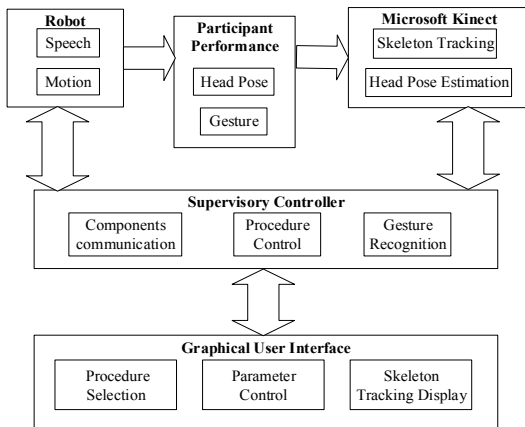 Robot
Speech
Motion
Participant
Performance
Head Pose
Gesture
Microsoft Kinect
Skeleton Tracking
Head Pose Estimation
Supervisory Controller
Components
communication
Procedure
Control
Gesture
Recognition
Graphical User Interface
Procedure
Selection
Parameter
Control
Skeleton
Tracking Display